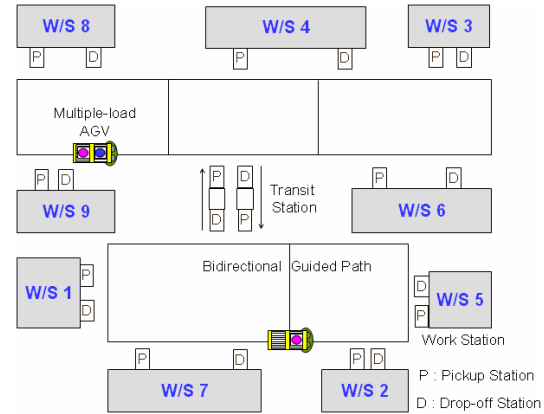 W/S 8
W/S 4
W/S 3
P
D
P
D
P
D
Multiple-load
AGV
P
D
P
D
P
D
W/S 9
Transit
Station
W/S 6
D
P
Bidirectional Guided Path
W/S 1
P
D
D
P
W/S 5
Work Station
P
D
P
D
W/S 7
W/S 2
P : Pickup Station
D : Drop-off Station